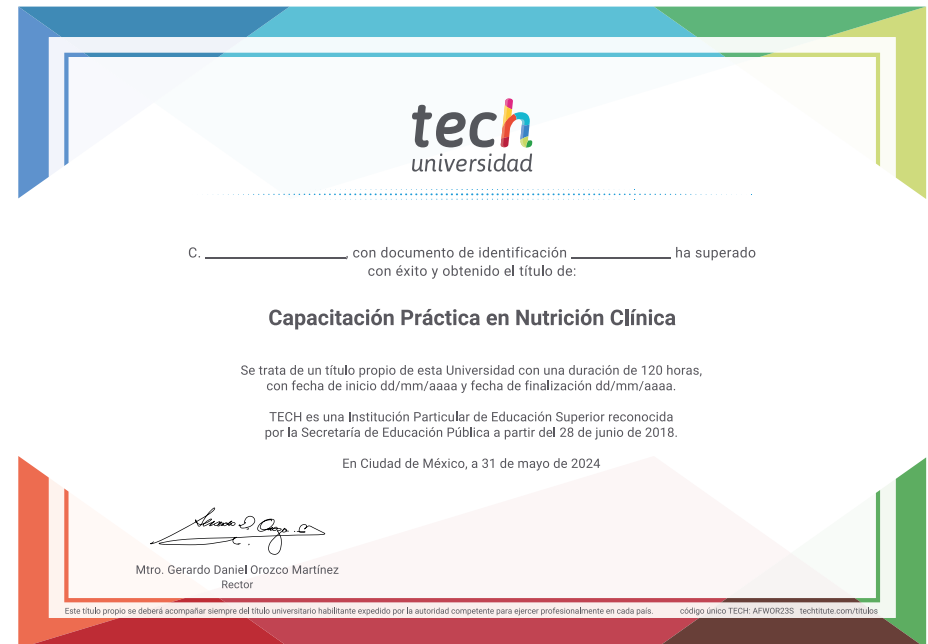 tech
universidad
C. ____________, con documento de identificación ____________ ha superado
con éxito y obtenido el título de:
Capacitación Práctica en Nutrición Clínica
Se trata de un título propio de esta Universidad con una duración de 120 horas,
con fecha de inicio dd/mm/aaaa y fecha de finalización dd/mm/aaaa.
TECH es una Institución Particular de Educación Superior reconocida
por la Secretaría de Educación Pública a partir del 28 de junio de 2018.
En Ciudad de México, a 31 de mayo de 2024
Mtro. Gerardo Daniel Orozco Martínez
Rector
Este título propio se deberá acompañar siempre del título universitario habilitante expedido por la autoridad competente para ejercer profesionalmente en cada país. código único TECH: AFWOR23S techtitute.com/titulos